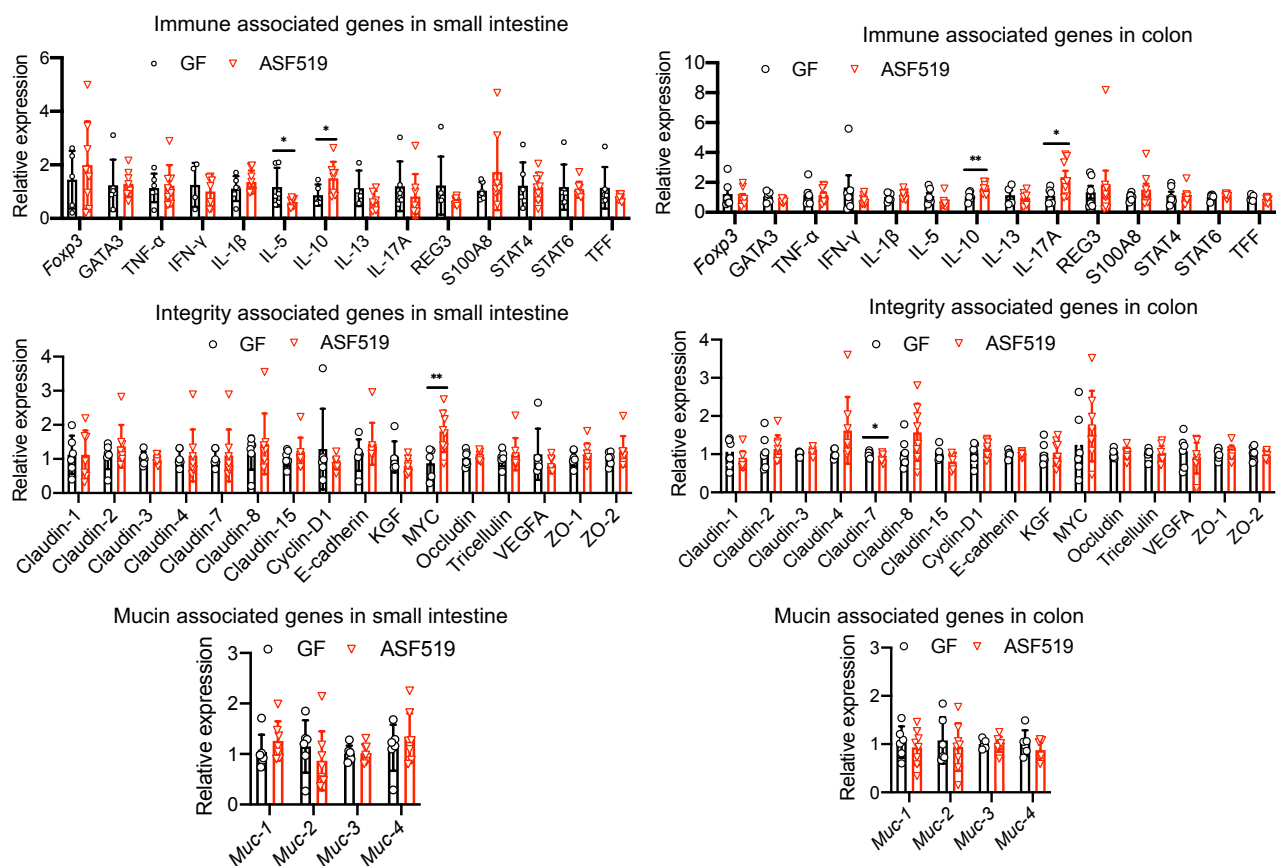 Immune associated genes in small intestine
GF ASF519
Relative expression
6
4
2
0
* *
Foxp3 GATA3 TNF-α IFN-γ IL-1β IL-5 IL-10 IL-13 IL-17A REG3 S100A8 STAT4 STAT6 TFF
Immune associated genes in colon
GF ASF519
Relative expression
10
8
6
4
2
0
** *
Foxp3 GATA3 TNF-α IFN-γ IL-1β IL-5 IL-10 IL-13 IL-17A REG3 S100A8 STAT4 STAT6 TFF
Integrity associated genes in small intestine
GF ASF519
Relative expression
4
3
2
1
0
**
Claudin-1 Claudin-2 Claudin-3 Claudin-4 Claudin-7 Claudin-8 Claudin-15 Cyclin-D1 E-cadherin KGF MYC Occludin Tricellulin VEGFA ZO-1 ZO-2
Integrity associated genes in colon
GF ASF519
Relative expression
4
3
2
1
0
*
Claudin-1 Claudin-2 Claudin-3 Claudin-4 Claudin-7 Claudin-8 Claudin-15 Cyclin-D1 E-cadherin KGF MYC Occludin Tricellulin VEGFA ZO-1 ZO-2
Mucin associated genes in small intestine
GF ASF519
Relative expression
3
2
1
0
Muc-1 Muc-2 Muc-3 Muc-4
Mucin associated genes in colon
GF ASF519
Relative expression
3
2
1
0
Muc-1 Muc-2 Muc-3 Muc-4